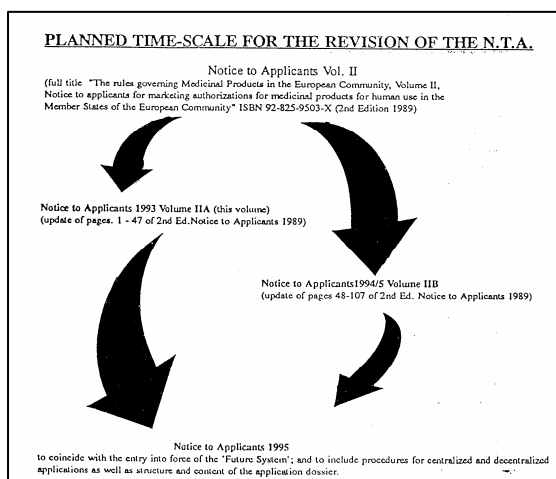 PLANNED TIME-SCALE FOR THE REVISION OF THE N.T.A.
Notice to Applicants Vol. II
(full title "The rules governing Medicinal Products in the European Community, Volume II,
Notice to applicants for marketing authorizations for medicinal products for human use in the
Member States of the European Community" ISBN 92-825-9503-X (2nd Edition 1989)
Notice to Applicants 1993 Volume IIA (this volume)
(update of pages. 1 - 47 of 2nd Ed.Notice to Applicants 1989)
Notice to Applicants1994/5 Volume IIB
(update of pages 48-107 of 2nd Ed. Notice to Applicants 1989)
Notice to Applicants 1995
to coincide with the entry into force of the 'Future System'; and to include procedures for centralized and decentralized
applications as well as structure and content of the application dossier.